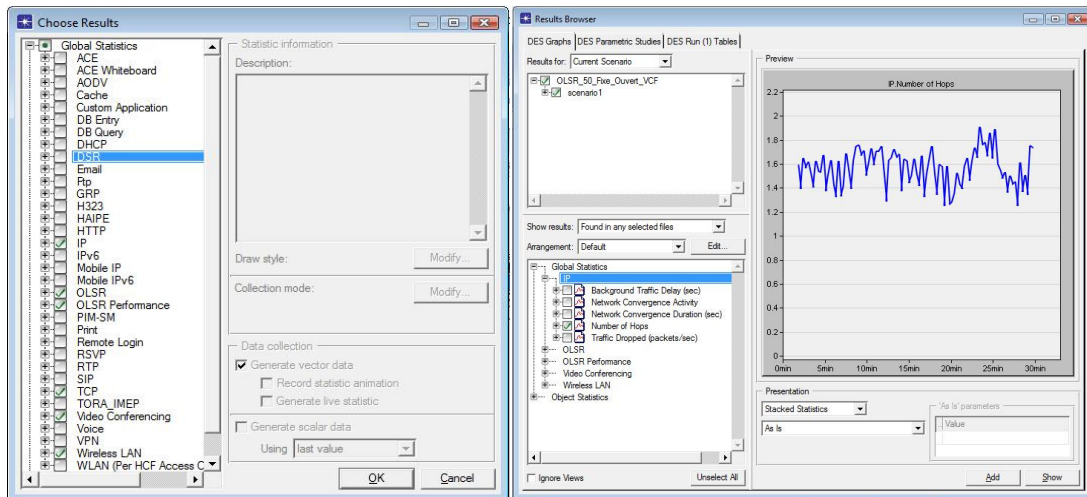 Choose Results
Global Statistics
ACE
ACE Whiteboard
AODV
Cache
Custom Application
DB Entry
DB Query
DHCP
DSR
Email
Ftp
GRP
H323
HAIPE
HTTP
IP
IPv6
Mobile IP
Mobile IPv6
OLSR
OLSR Performance
PIM-SM
Print
Remote Login
RSVP
RTP
SIP
TCP
TORA_IMEP
Video Conferencing
Voice
VPN
Wireless LAN
WLAN (Per HCF Access C
Statistic information
Description:
Draw style:
Modify...
Collection mode:
Modify...
Data collection
Generate vector data
Record statistic animation
Generate live statistic
Generate scalar data
Using last value
OK Cancel
Results Browser
DES Graphs DES Parametric Studies DES Run (1) Tables
Results for: Current Scenario
OLSR_50_Fixe_Ouvert_VCF
scenario1
Show results: Found in any selected files
Arrangement: Default Edit...
Global Statistics
IP
Background Traffic Delay (sec)
Network Convergence Activity
Network Convergence Duration (sec)
Number of Hops
Traffic Dropped (packets/sec)
OLSR
OLSR Performance
Video Conferencing
Wireless LAN
Object Statistics
Ignore Views Unselect All
Preview
IP.Number of Hops
2.2
2
1.8
1.6
1.4
1.2
1
0.8
0.6
0.4
0.2
0
0min 5min 10min 15min 20min 25min 30min
Presentation
Stacked Statistics
As Is
'As Is' parameters
Value
Add Show